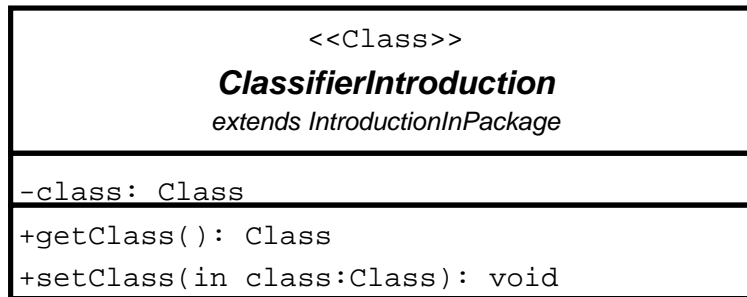 <<Class>>
ClassifierIntroduction
extends IntroductionInPackage
-class: Class
+getClass(): Class
+setClass(in class:Class): void